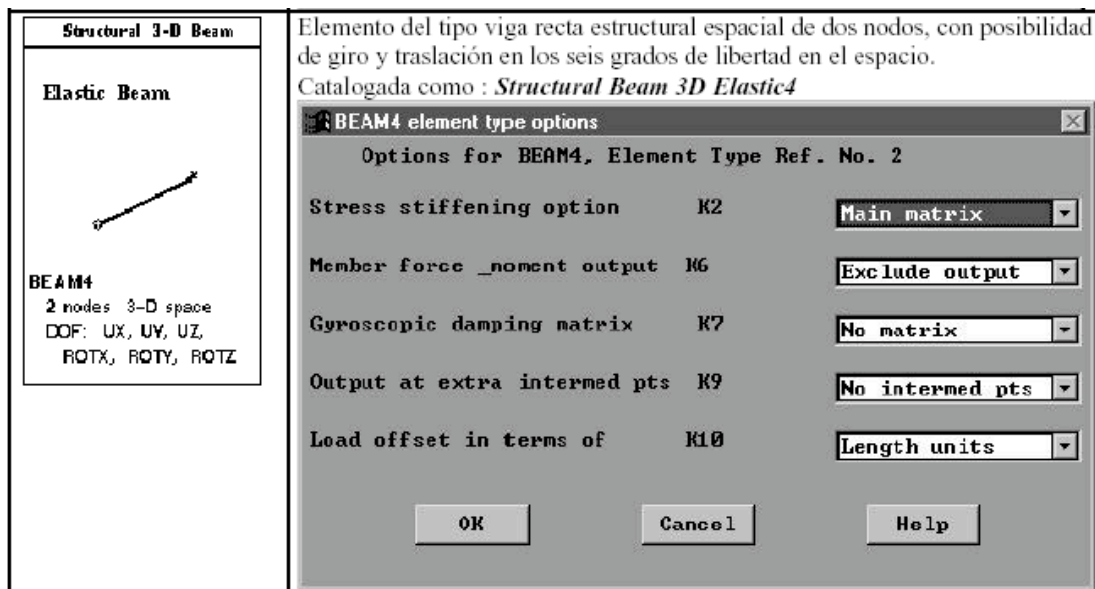 Structural 3-D Beam
Elastic Beam
BEAM4
2 nodes 3-D space
DOF: UX, UY, UZ,
ROTX, ROTY, ROTZ
Elemento del tipo viga recta estructural espacial de dos nodos, con posibilidad
de giro y traslación en los seis grados de libertad en el espacio.
Catalogada como : Structural Beam 3D Elastic4
BEAM4 element type options
Options for BEAM4, Element Type Ref. No. 2
Stress stiffening option K2 Main matrix
Member force _moment output K6 Exclude output
Gyroscopic damping matrix K7 No matrix
Output at extra intermed pts K9 No intermed pts
Load offset in terms of K10 Length units
OK Cancel Help